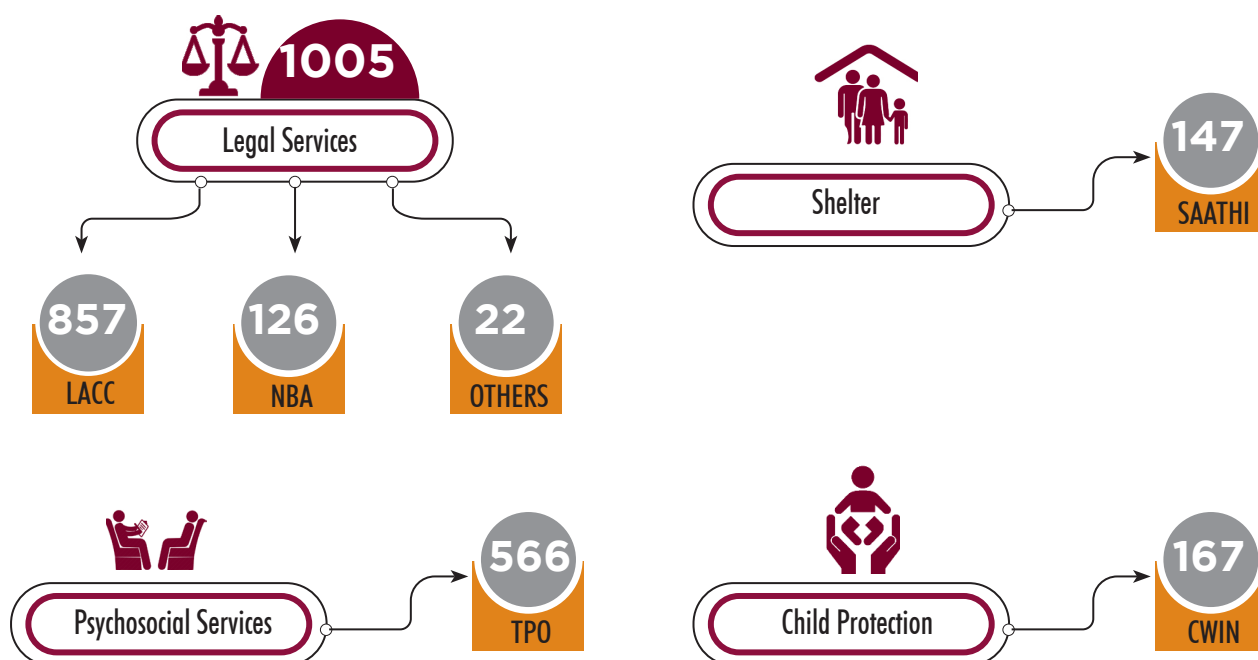 1005
Legal Services
857
LACC
126
NBA
22
OTHERS
Shelter
147
SAATHI
Psychosocial Services
566
TPO
Child Protection
167
CWIN